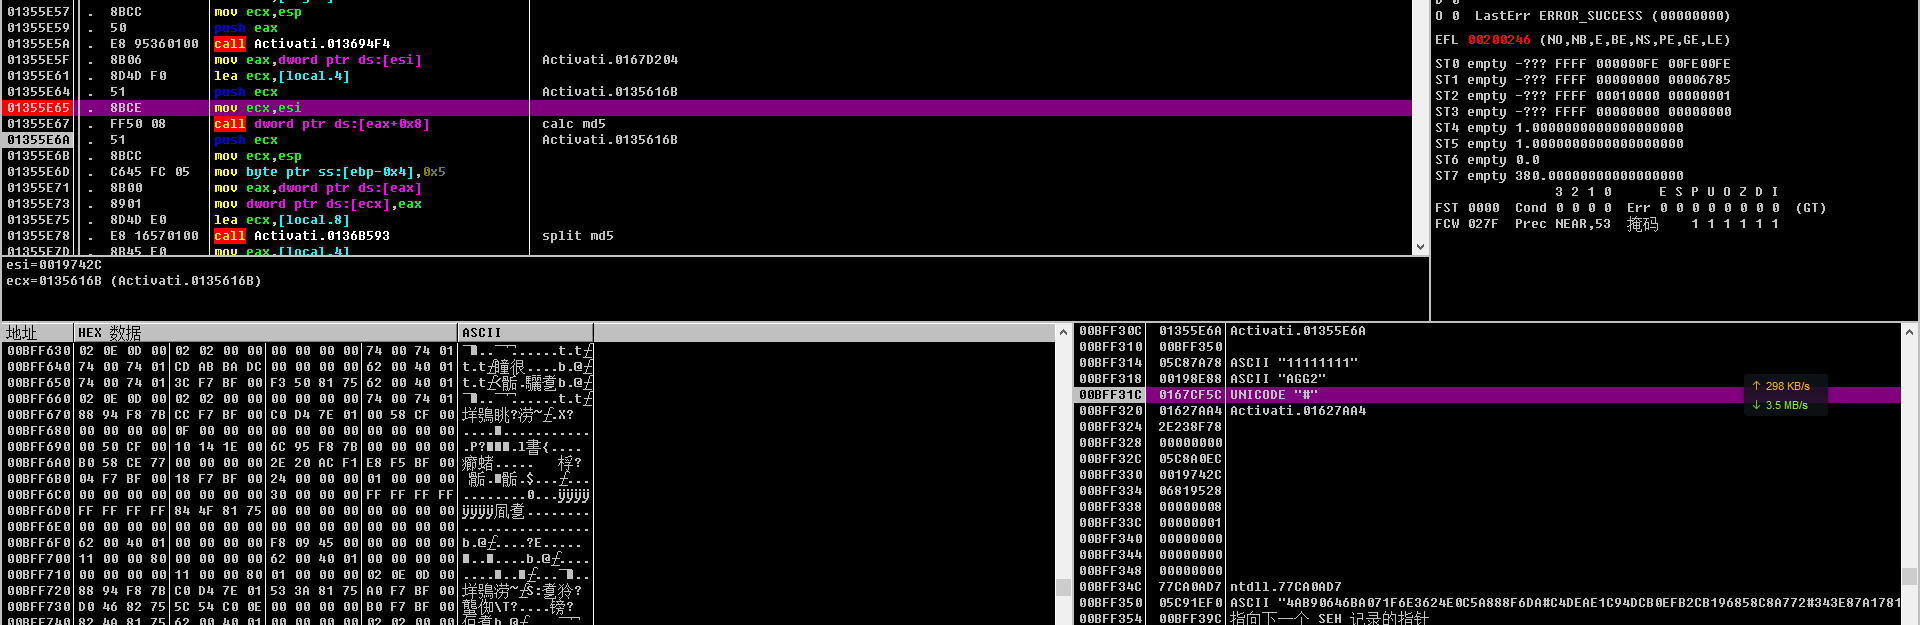 01355E57 . 8BCC mov ecx,esp
01355E59 . 50 push eax
01355E5A . E8 95360100 call Activati.013694F4
01355E5F . 8B06 mov eax,dword ptr ds:[esi] Activati.0167D204
01355E61 . 8D4D F0 lea ecx,[local.4]
01355E64 . 51 push ecx Activati.0135616B
01355E65 . 8BCE mov ecx,esi
01355E67 . FF50 08 call dword ptr ds:[eax+0x8] calc md5
01355E6A . 51 push ecx Activati.0135616B
01355E6B . 8BCC mov ecx,esp
01355E6D . C645 FC 05 mov byte ptr ss:[ebp-0x4],0x5
01355E71 . 8B00 mov eax,dword ptr ds:[eax]
01355E73 . 8901 mov dword ptr ds:[ecx],eax
01355E75 . 8D4D E0 lea ecx,[local.8]
01355E78 . E8 16570100 call Activati.0136B593 split md5
01355E7D . 8B45 F0 mov eax,[local.4]
esi=0019742C
ecx=0135616B (Activati.0135616B)
O 0 LastErr ERROR_SUCCESS (00000000)
EFL 00200246 (NO,NB,E,BE,NS,PE,GE,LE)
ST0 empty -??? FFFF 000000FE 00FE00FE
ST1 empty -??? FFFF 00000000 00006785
ST2 empty -??? FFFF 00010000 00000001
ST3 empty -??? FFFF 00000000 00000000
ST4 empty 1.0000000000000000000
ST5 empty 1.0000000000000000000
ST6 empty 0.0
ST7 empty 380.00000000000000000
3 2 1 0 E S P U O Z D I
FST 0000 Cond 0 0 0 0 Err 0 0 0 0 0 0 0 0 (GT)
FCW 027F Prec NEAR,53 掩码 1 1 1 1 1 1
地址 HEX 数据 ASCII
00BFF630 02 0E 0D 00 02 02 00 00 00 00 00 00 74 00 74 01
00BFF640 74 00 74 01 CD AB BA DC 00 00 00 00 62 00 40 01
00BFF650 74 00 74 01 3C F7 BF 00 F3 50 81 75 62 00 40 01
00BFF660 02 0E 0D 00 02 02 00 00 00 00 00 00 74 00 74 01
00BFF670 88 94 F8 7B CC F7 BF 00 C0 D4 7E 01 00 58 CF 00
00BFF680 00 00 00 00 0F 00 00 00 00 00 00 00 00 00 00 00
00BFF690 00 50 CF 00 10 14 1E 00 6C 95 F8 7B 00 00 00 00
00BFF6A0 B0 58 CE 77 00 00 00 00 2E 20 AC F1 E8 F5 BF 00
00BFF6B0 04 F7 BF 00 18 F7 BF 00 24 00 00 00 01 00 00 00
00BFF6C0 00 00 00 00 00 00 00 00 30 00 00 00 FF FF FF FF
00BFF6D0 FF FF FF FF 84 4F 81 75 00 00 00 00 00 00 00 00
00BFF6E0 00 00 00 00 00 00 00 00 00 00 00 00 00 00 00 00
00BFF6F0 62 00 40 01 00 00 00 00 F8 09 45 00 00 00 00 00
00BFF700 11 00 00 80 00 00 00 00 62 00 40 01 00 00 00 00
00BFF710 00 00 00 00 11 00 00 80 01 00 00 00 02 0E 0D 00
00BFF720 88 94 F8 7B C0 D4 7E 01 53 3A 81 75 A0 F7 BF 00
00BFF730 D0 46 82 75 5C 54 C0 0E 00 00 00 00 B0 F7 BF 00
00BFF740 82 4A 81 75 62 00 40 01 00 00 00 00 02 02 00 00
00BFF30C 01355E6A Activati.01355E6A
00BFF310 00BFF350
00BFF314 05C87A78 ASCII "11111111"
00BFF318 00198E88 ASCII "AGG2"
00BFF31C 0167CF5C UNICODE "#"
00BFF320 01627AA4 Activati.01627AA4
00BFF324 2E238F78
00BFF328 00000000
00BFF32C 05C8A0EC
00BFF330 0019742C
00BFF334 06819528
00BFF338 00000008
00BFF33C 00000001
00BFF340 00000000
00BFF344 00000000
00BFF348 00000000
00BFF34C 77CA0AD7 ntdll.77CA0AD7
00BFF350 05C91EF0 ASCII "4AB90646BA071F6E3624E0C5A888F6DA#C4DEAE1C94DCB0EFB2CB196858C8A772#343E87A1781
00BFF354 00BFF39C 指向下一个 SEH 记录的指针
↑ 298 KB/s
↓ 3.5 MB/s